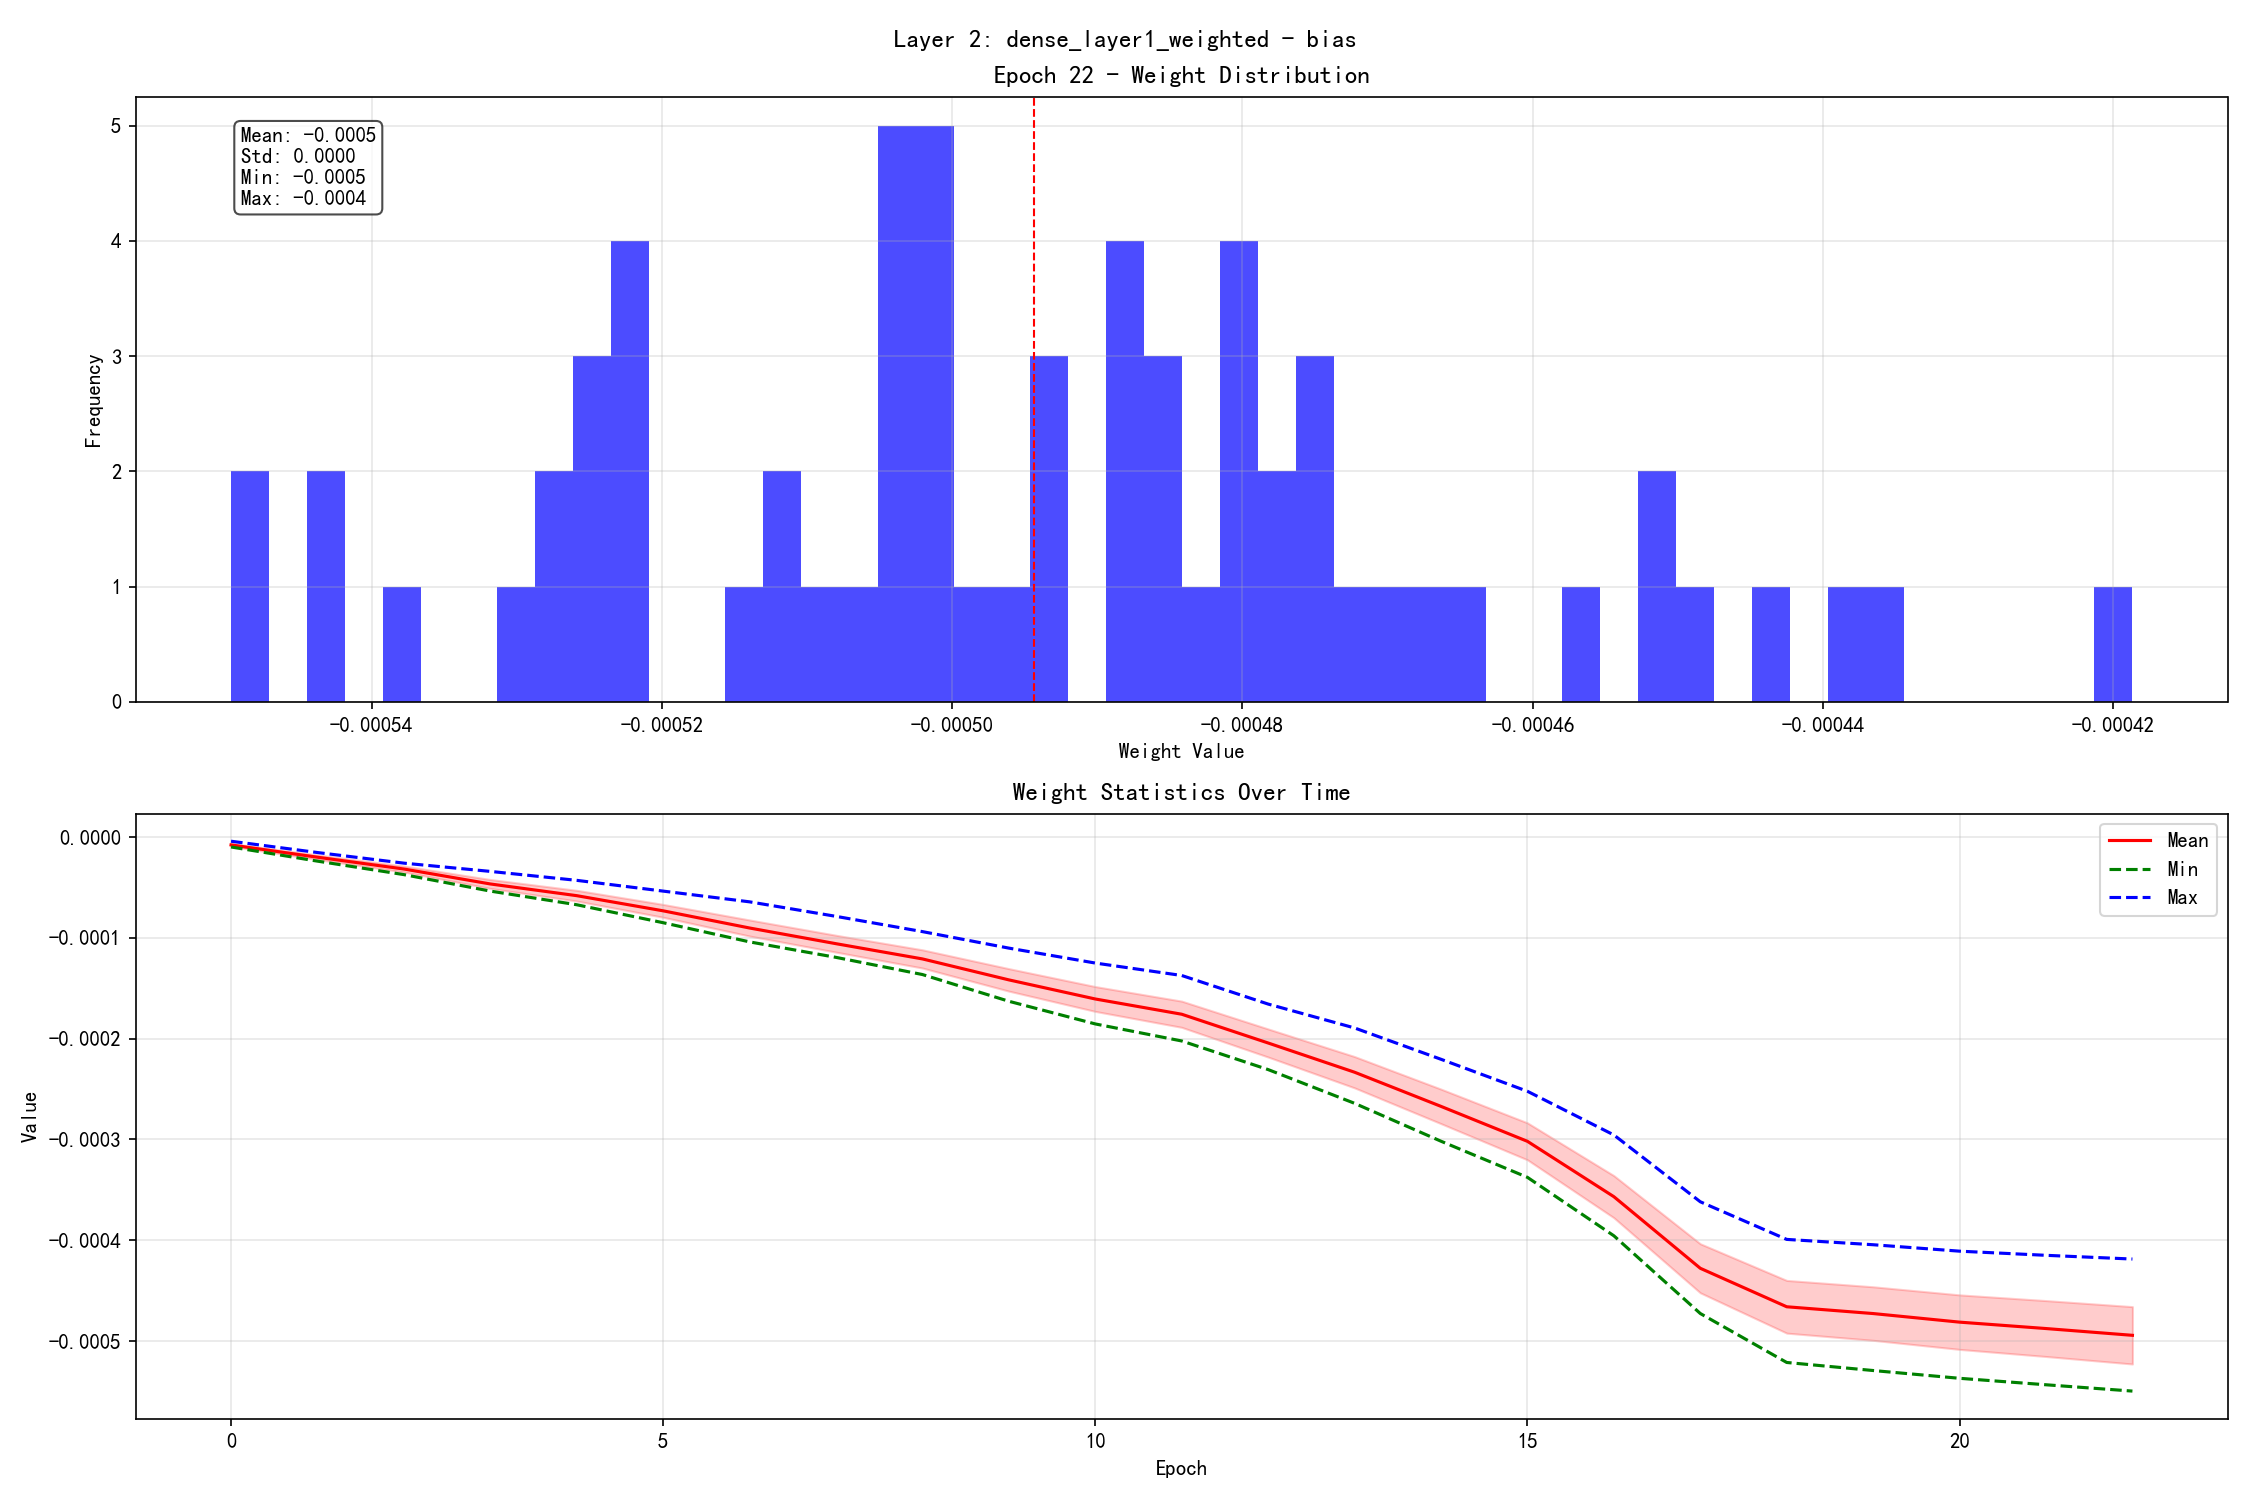 Layer 2: dense_layer1_weighted - bias
Epoch 22 - Weight Distribution
Mean: -0.0005
Std: 0.0000
Min: -0.0005
Max: -0.0004
Frequency
5
4
3
2
1
0
-0.00054 -0.00052 -0.00050 -0.00048 -0.00046 -0.00044 -0.00042
Weight Value
Weight Statistics Over Time
Mean
Min
Max
Value
0.0000
-0.0001
-0.0002
-0.0003
-0.0004
-0.0005
0 5 10 15 20
Epoch